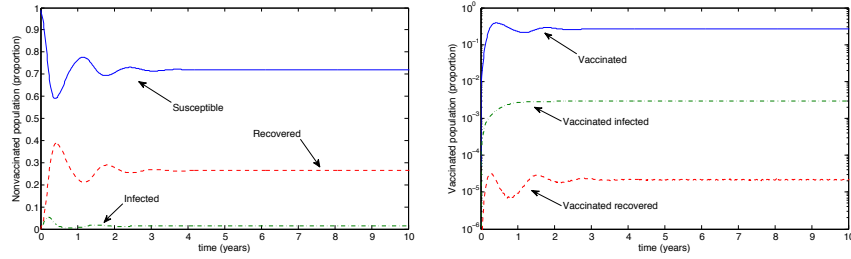 Nonvaccinated population (proportion)
1
0.9
0.8
0.7
0.6
0.5
0.4
0.3
0.2
0.1
0
Susceptible
Recovered
Infected
0 1 2 3 4 5 6 7 8 9 10
time (years)
Vaccinated population (proportion)
10^0
10^-1
10^-2
10^-3
10^-4
10^-5
10^-6
Vaccinated
Vaccinated infected
Vaccinated recovered
0 1 2 3 4 5 6 7 8 9 10
time (years)